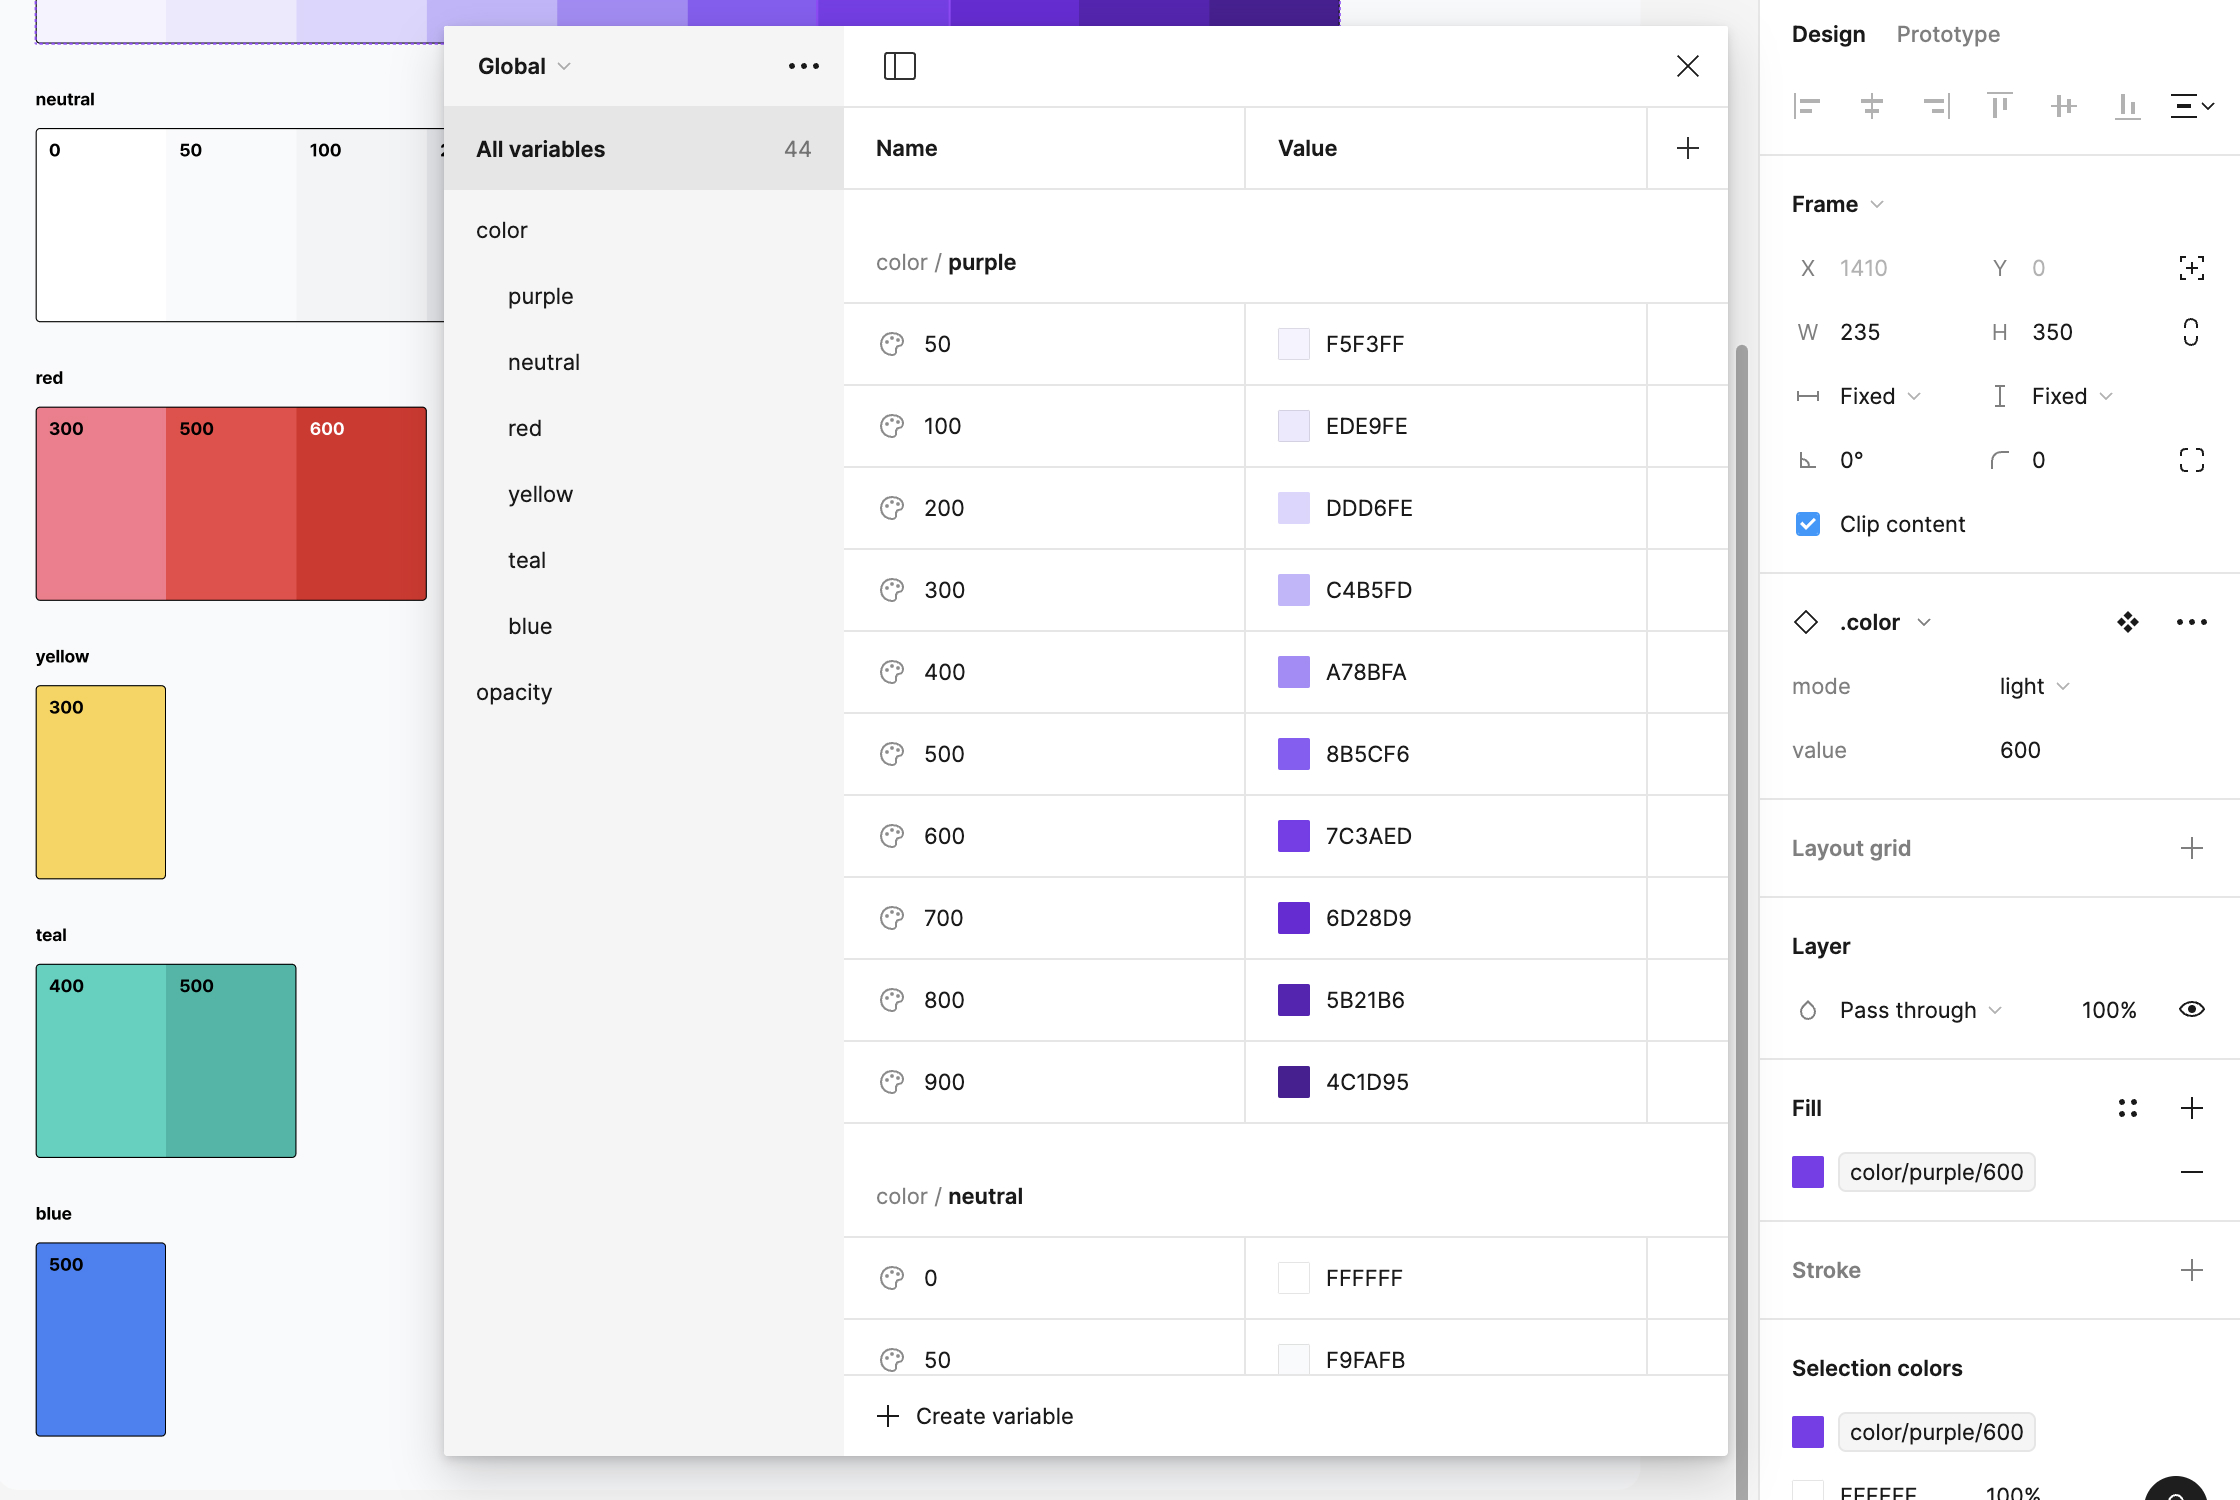 neutral
0 50 100
red
300 500 600
yellow
300
teal
400 500
blue
500
Global
All variables 44
color
purple
neutral
red
yellow
teal
blue
opacity
Name Value
color / purple
50 F5F3FF
100 EDE9FE
200 DDD6FE
300 C4B5FD
400 A78BFA
500 8B5CF6
600 7C3AED
700 6D28D9
800 5B21B6
900 4C1D95
color / neutral
0 FFFFFF
50 F9FAFB
Create variable
Design Prototype
Frame
X 1410 Y 0
W 235 H 350
Fixed Fixed
0° 0
Clip content
.color
mode light
value 600
Layout grid
Layer
Pass through 100%
Fill
color/purple/600
Stroke
Selection colors
color/purple/600
FFFFFF 100%